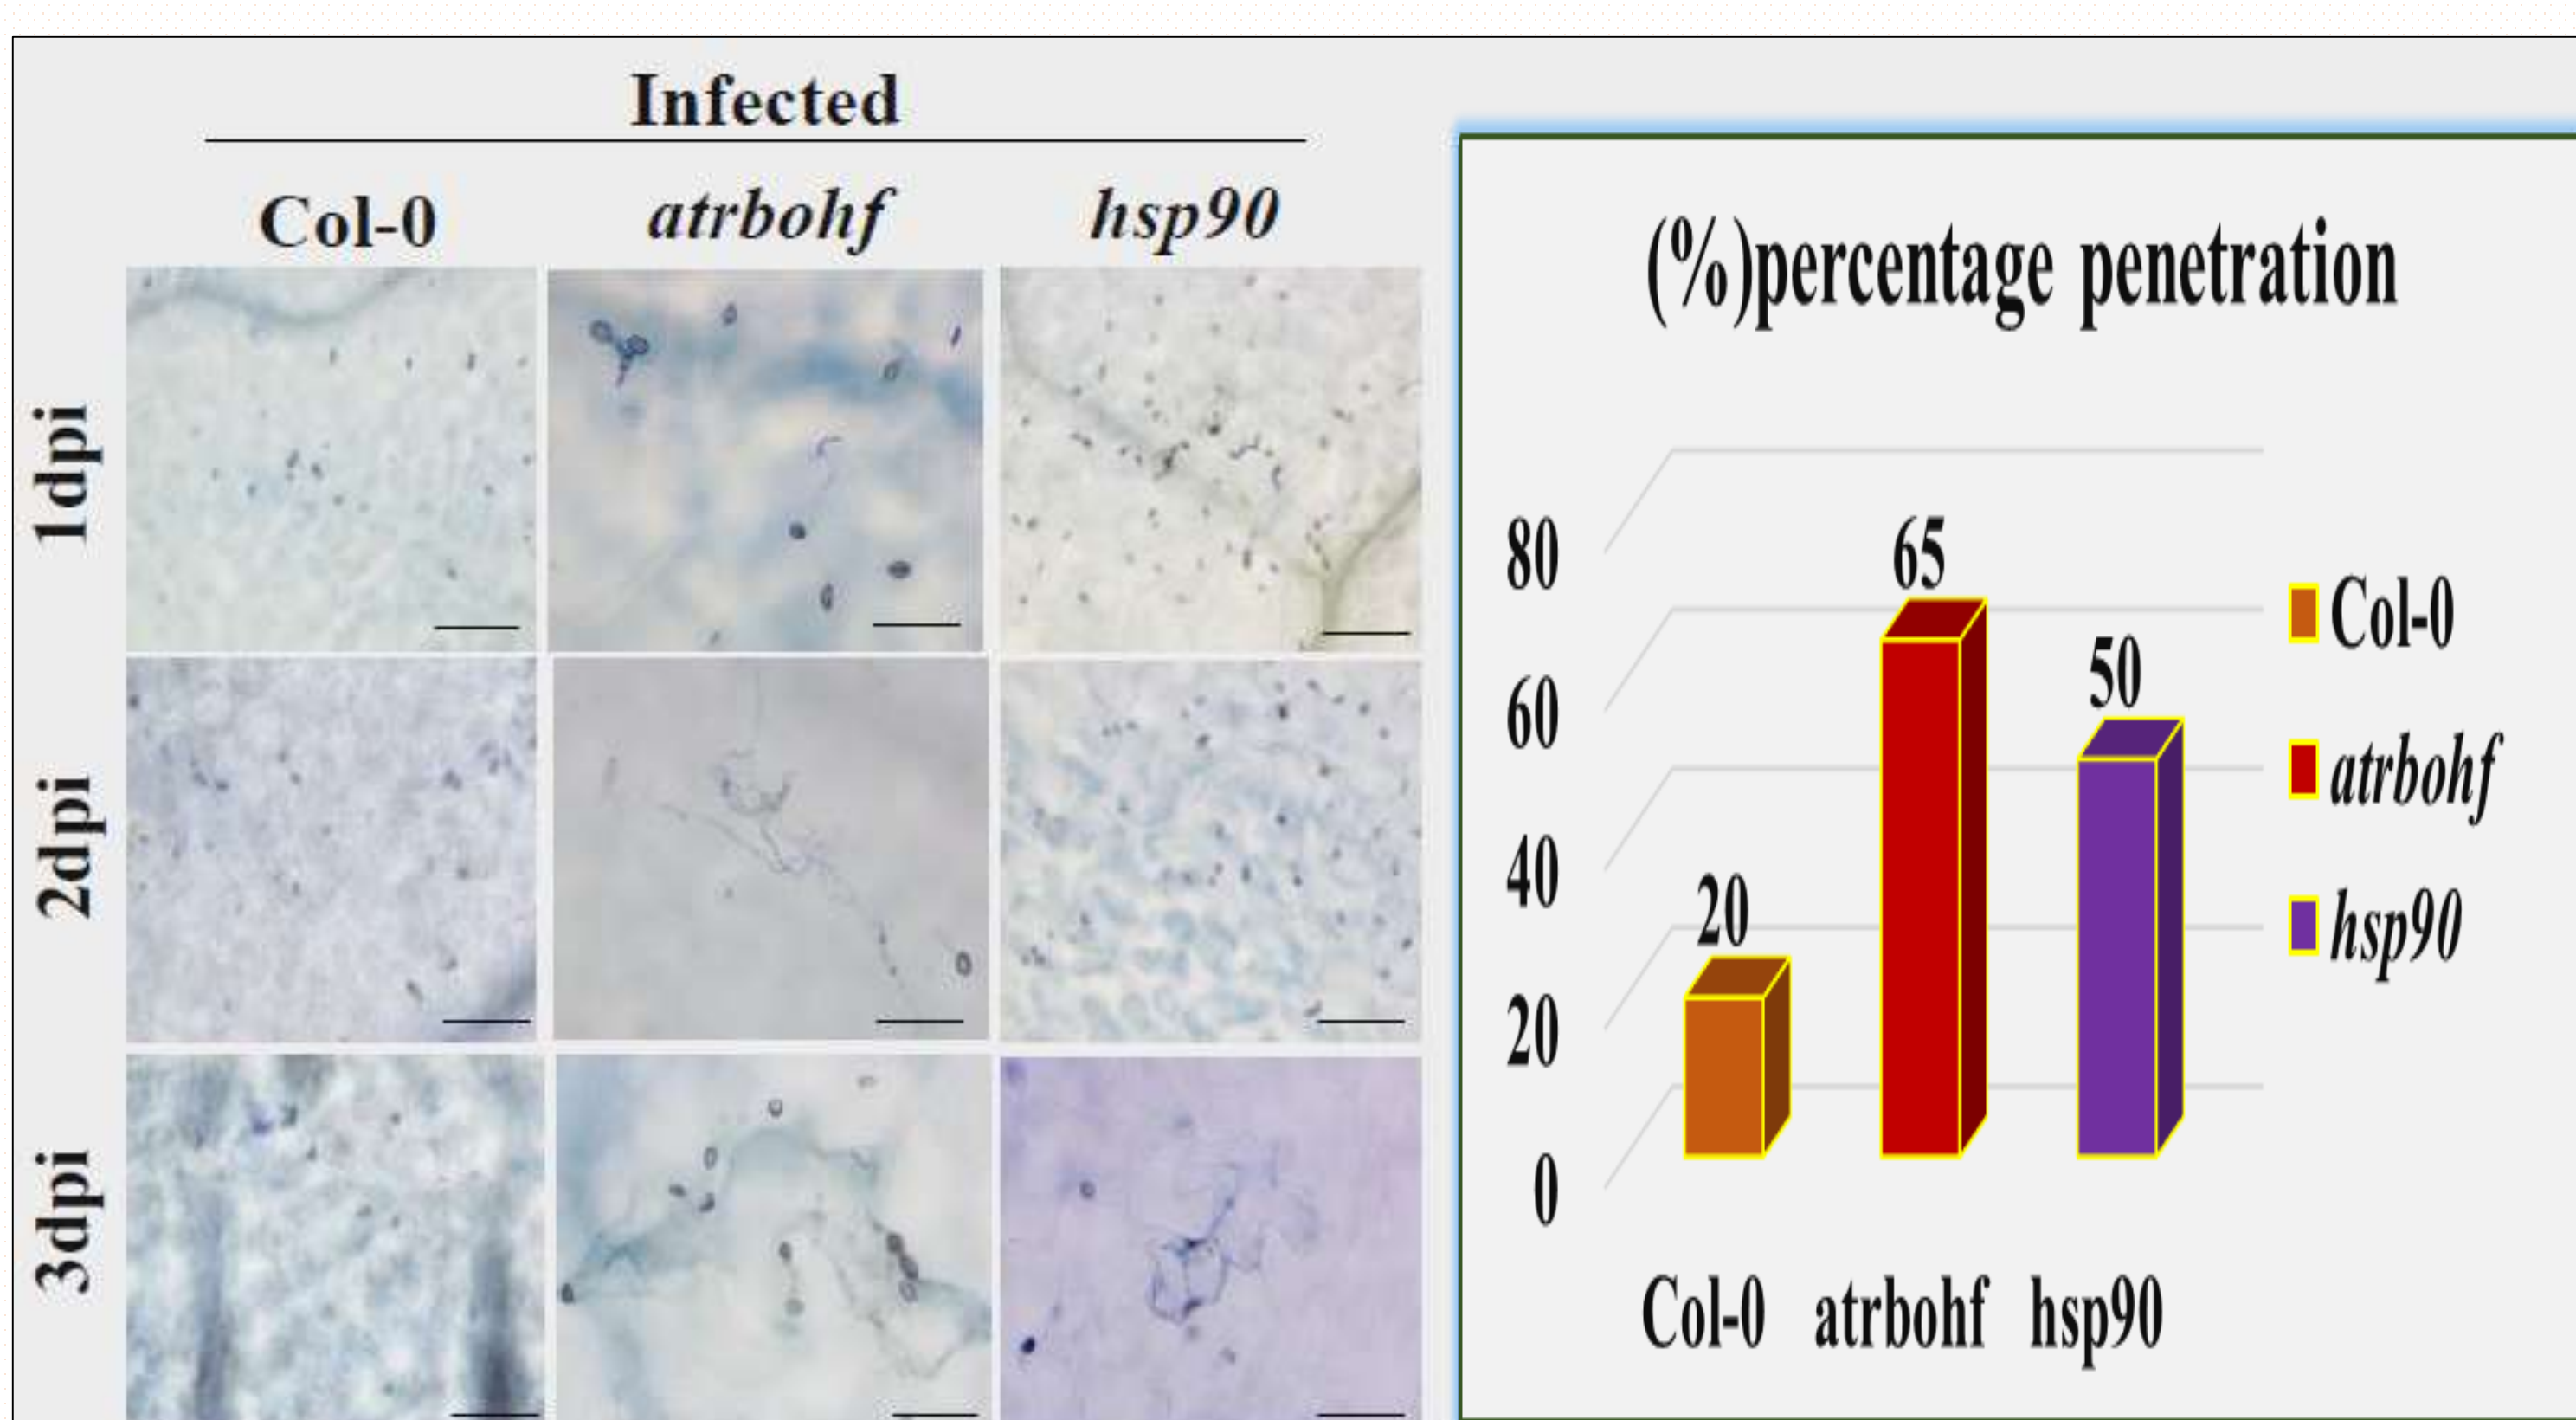 Infected
Col-0 atrbohf hsp90
1dpi
2dpi
3dpi
(%)percentage penetration
80
60
40
20
0
20
65
50
Col-0 atrbohf hsp90
Col-0
atrbohf
hsp90